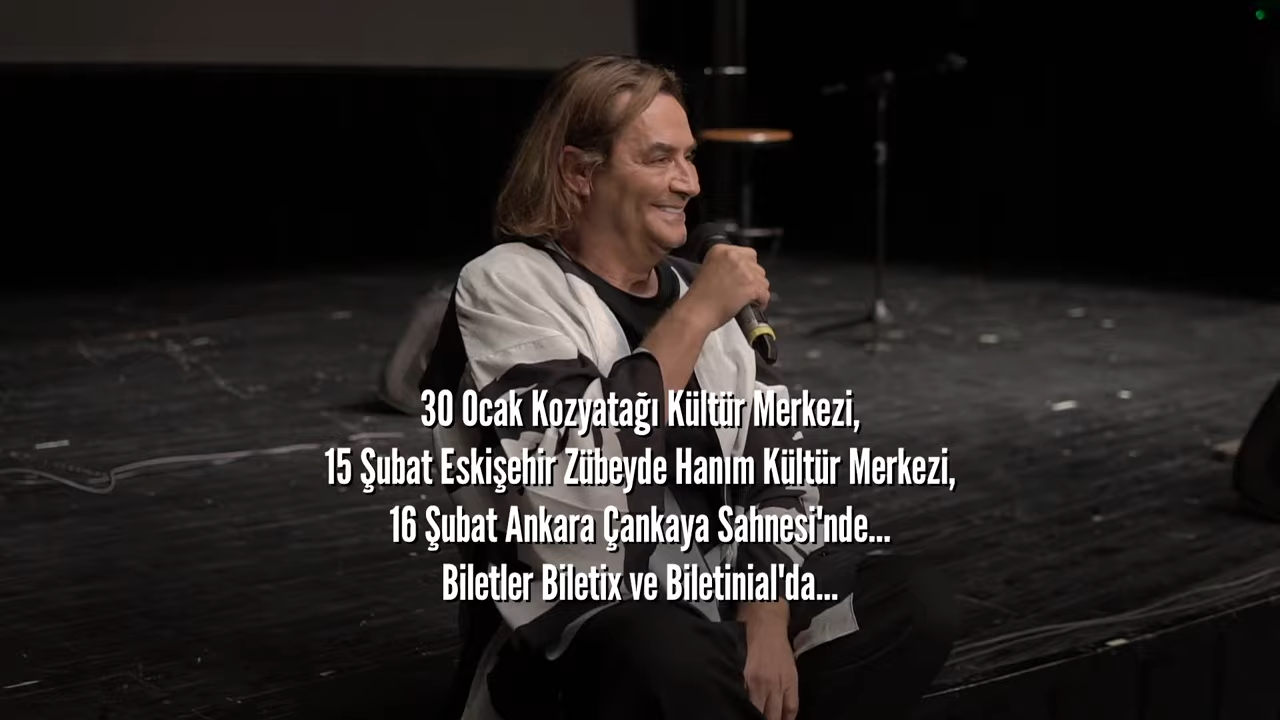 30 Ocak Kozyatağı Kültür Merkezi,
15 Şubat Eskişehir Zübeyde Hanım Kültür Merkezi,
16 Şubat Ankara Çankaya Sahnesi'nde...
Biletler Biletix ve Biletinial'da...